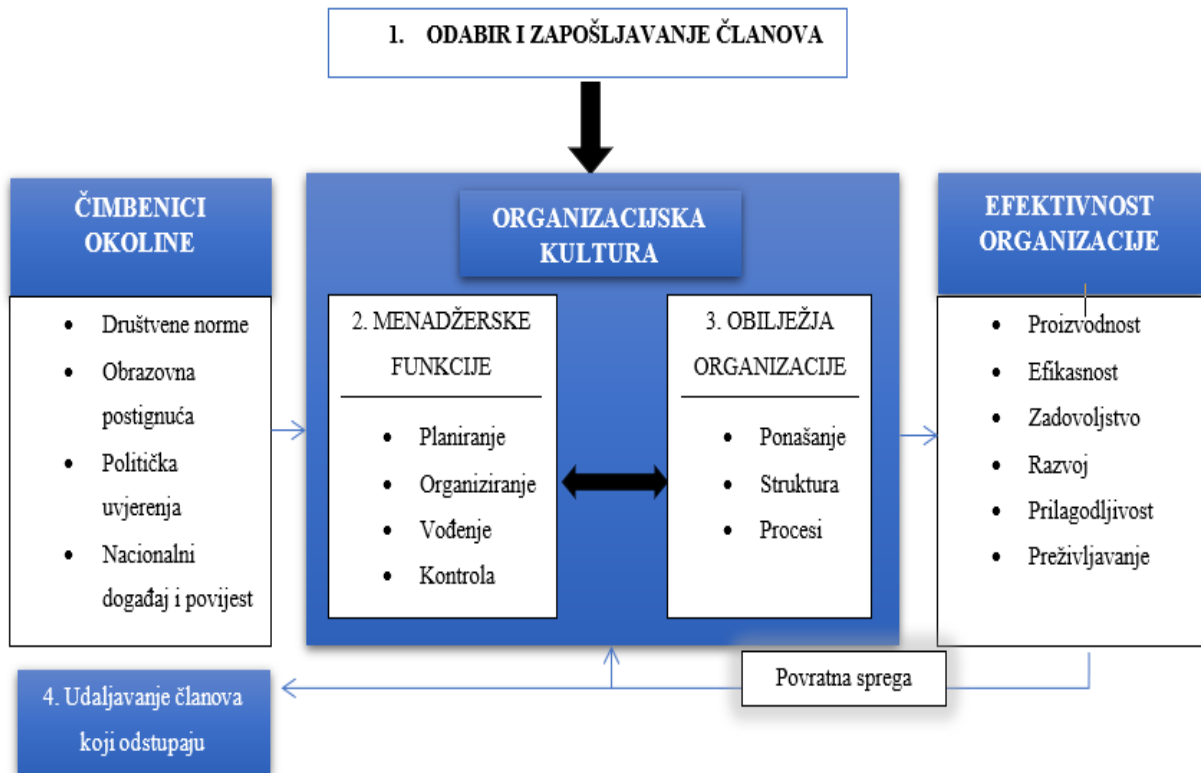 1. ODABIR I ZAPOŠLJAVANJE ČLANOVA
ČIMBENICI
OKOLINE
• Društvene norme
• Obrazovna
postignuća
• Politička
uvjerenja
• Nacionalni
događaj i povijest
ORGANIZACIJSKA
KULTURA
2. MENADŽERSKE
FUNKCIJE
• Planiranje
• Organiziranje
• Vođenje
• Kontrola
3. OBILJEŽJA
ORGANIZACIJE
• Ponašanje
• Struktura
• Procesi
EFEKTIVNOST
ORGANIZACIJE
• Proizvodnost
• Efikasnost
• Zadovoljstvo
• Razvoj
• Prilagodljivost
• Preživljavanje
Povratna sprega
4. Udaljavanje članova
koji odstupaju